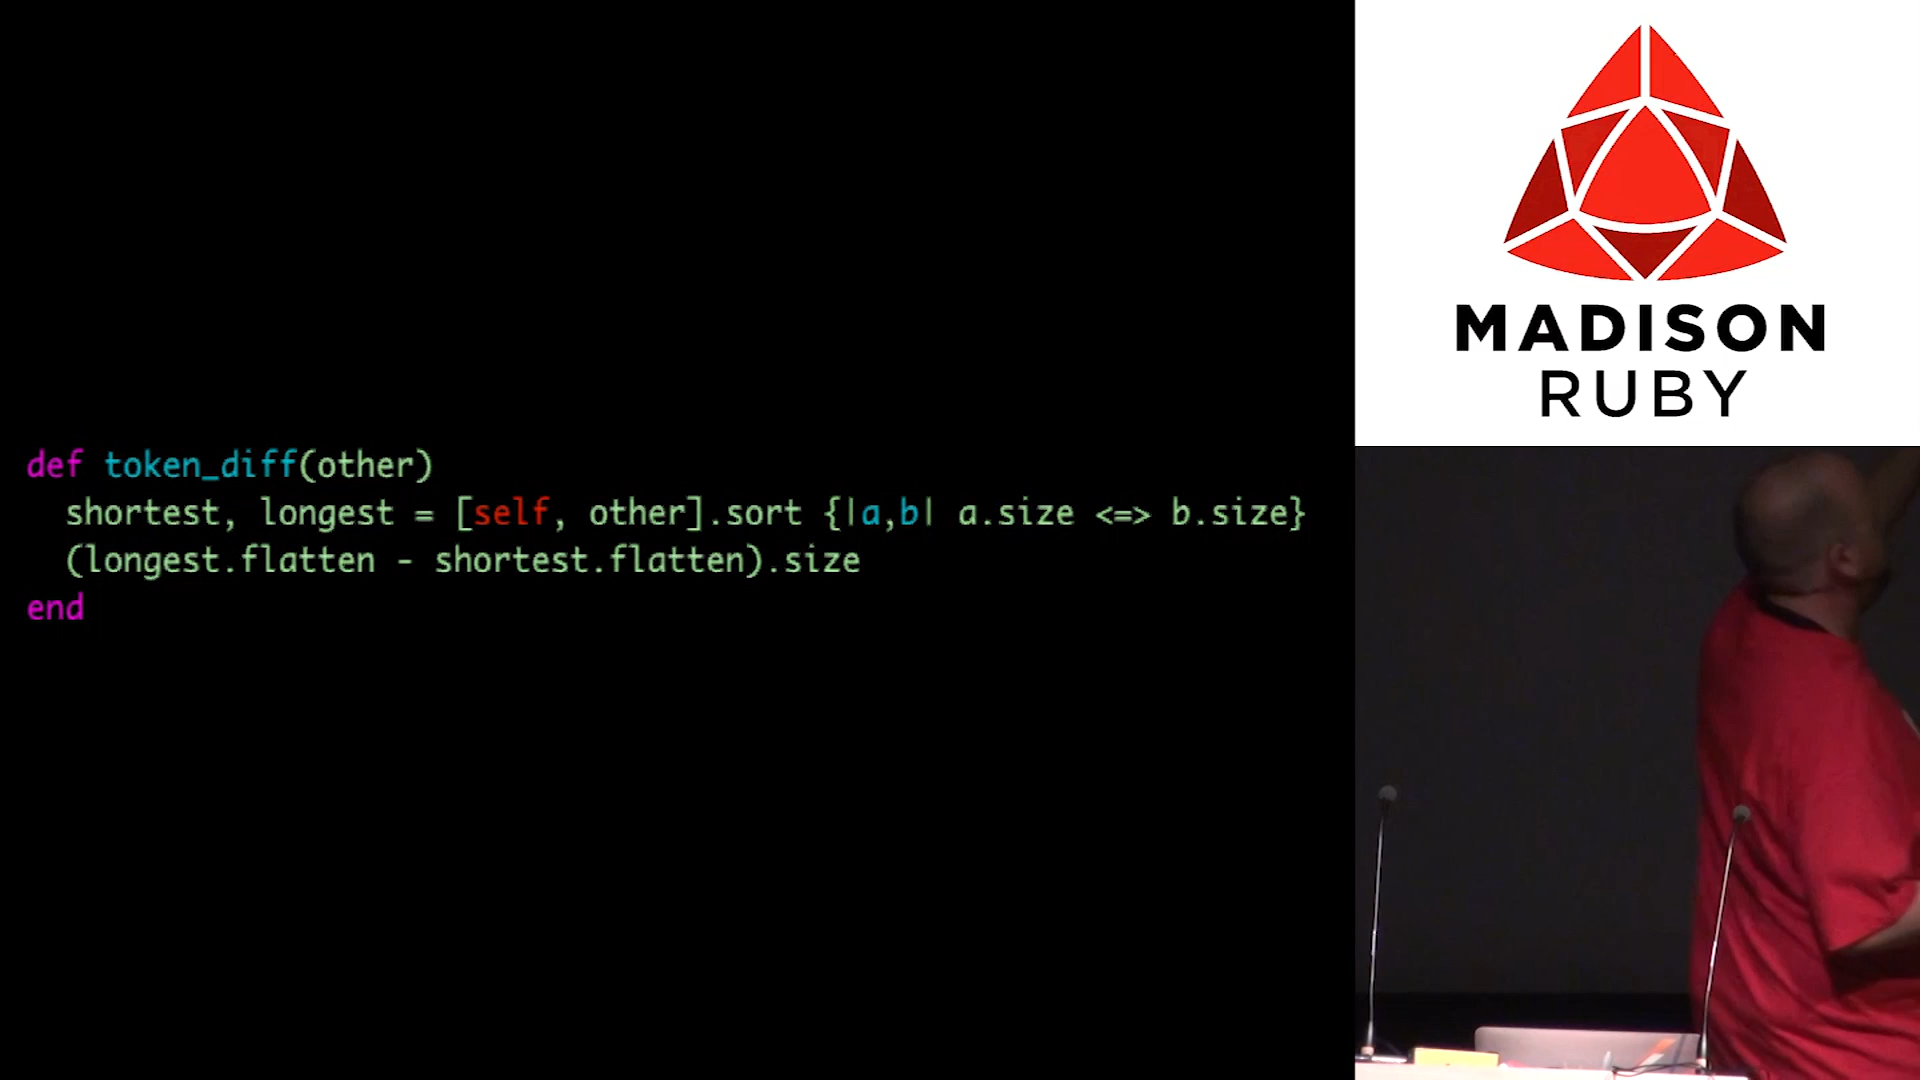 def token_diff(other)
  shortest, longest = [self, other].sort {|a,b| a.size <=> b.size}
  (longest.flatten - shortest.flatten).size
end
MADISON
RUBY